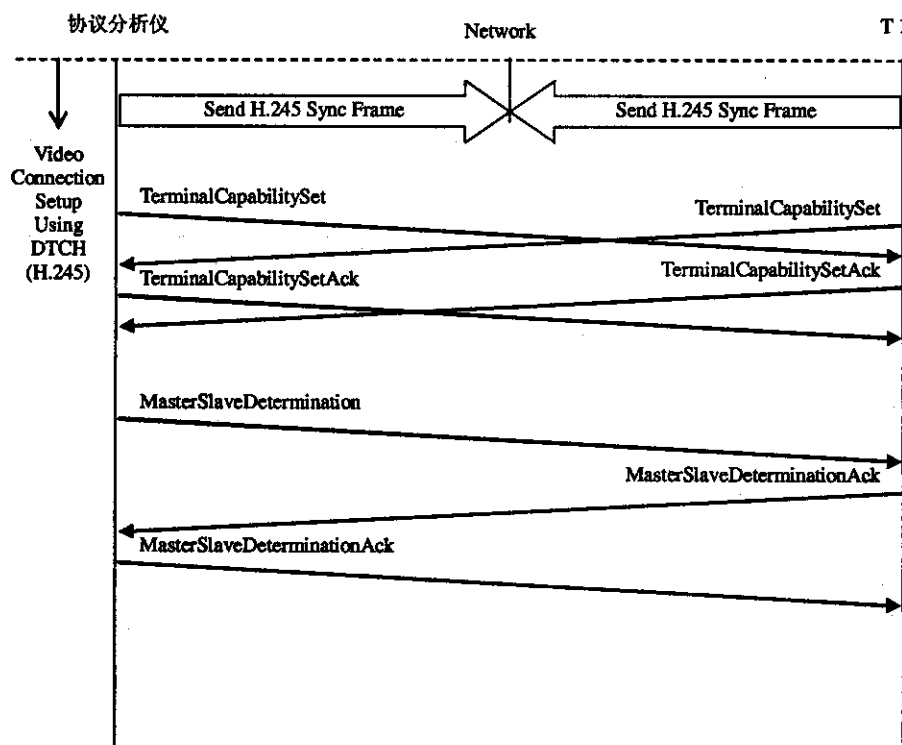 协议分析仪
Network
T
Send H.245 Sync Frame
Send H.245 Sync Frame
Video
Connection
Setup
Using
DTCH
(H.245)
TerminalCapabilitySet
TerminalCapabilitySet
TerminalCapabilitySetAck
TerminalCapabilitySetAck
MasterSlaveDetermination
MasterSlaveDeterminationAck
MasterSlaveDeterminationAck